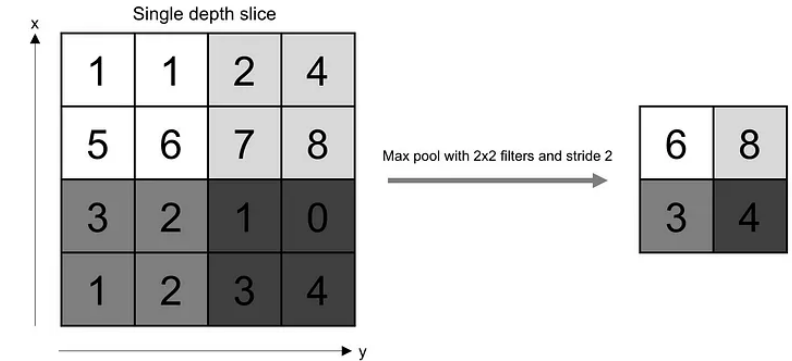 Single depth slice
x
1 1 2 4
5 6 7 8
3 2 1 0
1 2 3 4
y
Max pool with 2x2 filters and stride 2
6 8
3 4